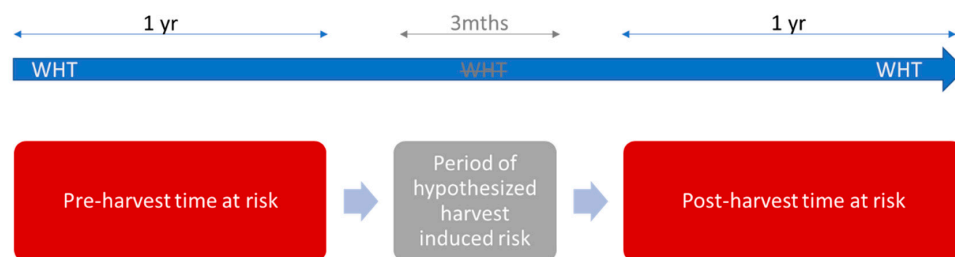 1 yr 3mths 1 yr
WHT WHT WHT
Pre-harvest time at risk
Period of
hypothesized
harvest
induced risk
Post-harvest time at risk